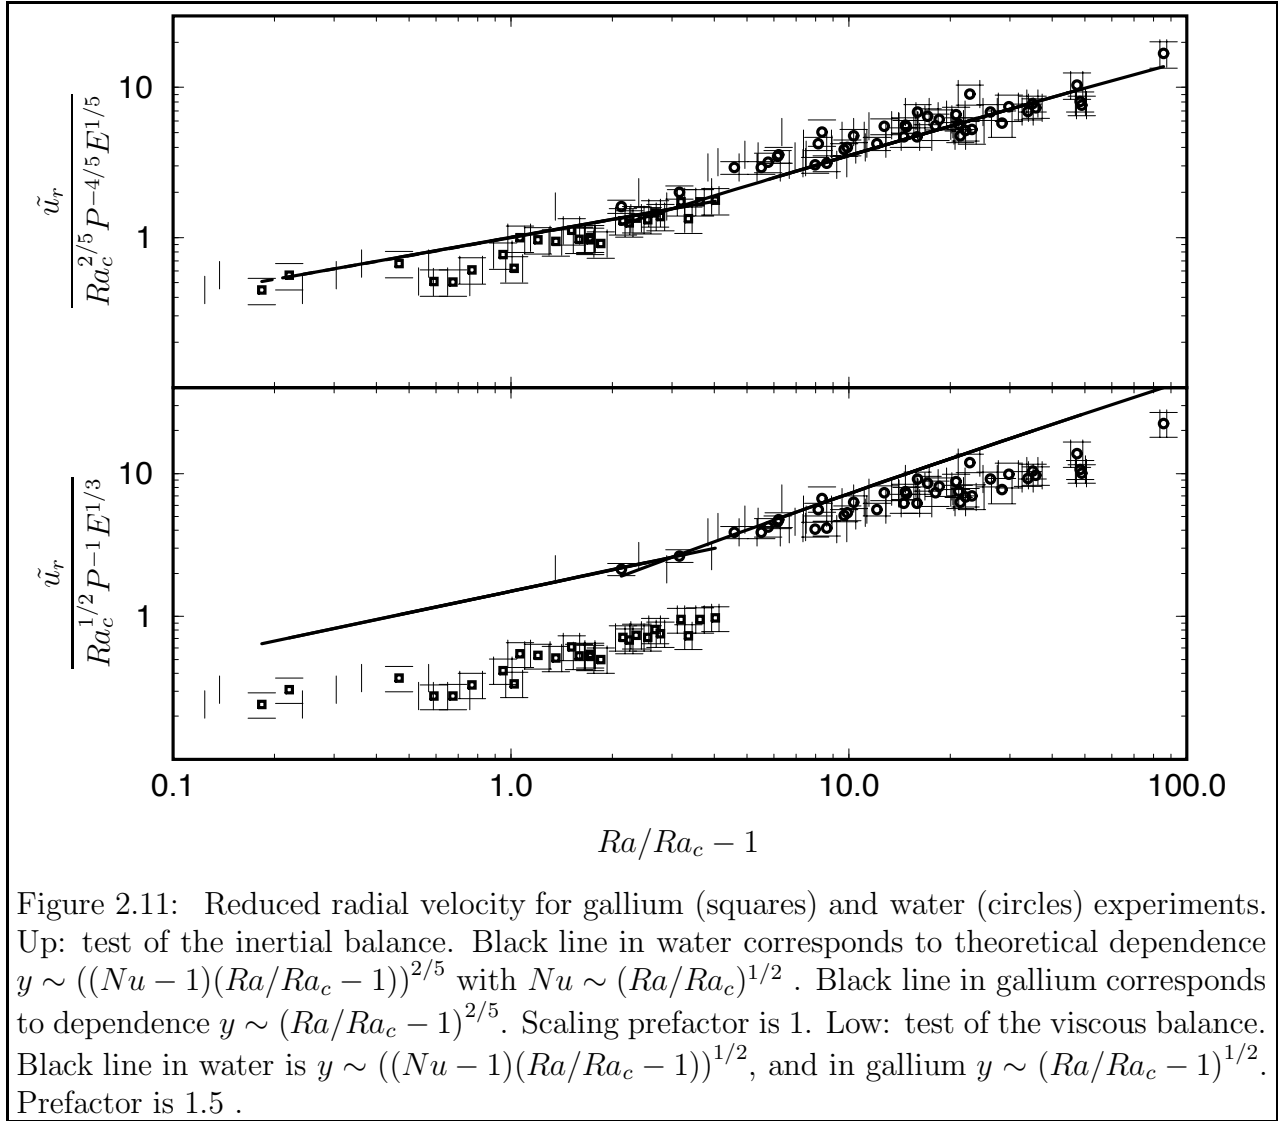 10
1
ũ_r
Ra_c^{2/5} P^{-4/5} E^{1/5}
10
1
ũ_r
Ra_c^{1/2} P^{-1} E^{1/3}
0.1 1.0 10.0 100.0
Ra/Ra_c − 1
Figure 2.11: Reduced radial velocity for gallium (squares) and water (circles) experiments.
Up: test of the inertial balance. Black line in water corresponds to theoretical dependence
y ∼ ((Nu − 1)(Ra/Ra_c − 1))^{2/5} with Nu ∼ (Ra/Ra_c)^{1/2} . Black line in gallium corresponds
to dependence y ∼ (Ra/Ra_c − 1)^{2/5}. Scaling prefactor is 1. Low: test of the viscous balance.
Black line in water is y ∼ ((Nu − 1)(Ra/Ra_c − 1))^{1/2}, and in gallium y ∼ (Ra/Ra_c − 1)^{1/2}.
Prefactor is 1.5 .